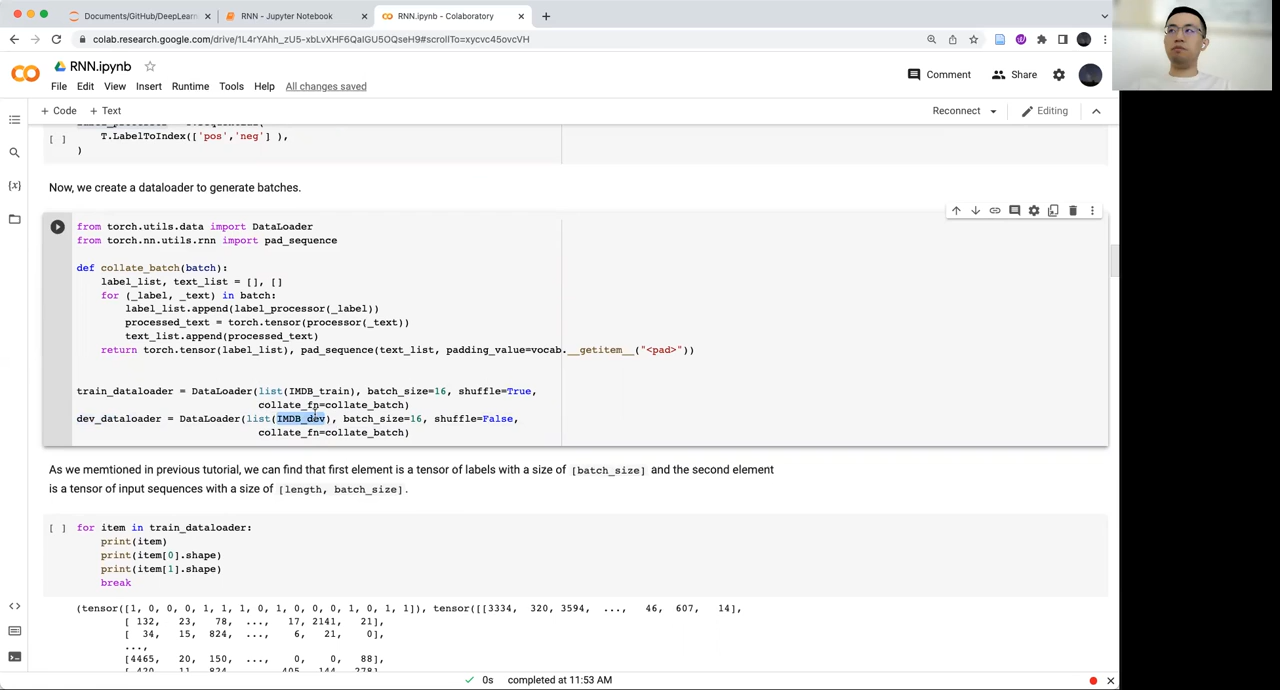 Documents/GitHub/DeepLearn
RNN - Jupyter Notebook
RNN.ipynb - Colaboratory
colab.research.google.com/drive/1L4rYAhh_zU5-xbLvXHF6QaIGU5OQseH9#scrollTo=xycvc45ovcVH
RNN.ipynb
Comment
Share
File Edit View Insert Runtime Tools Help All changes saved
+ Code + Text
Reconnect
Editing
[ ] T.LabelToIndex(['pos','neg'] ),
)
Now, we create a dataloader to generate batches.
from torch.utils.data import DataLoader
from torch.nn.utils.rnn import pad_sequence
def collate_batch(batch):
label_list, text_list = [], []
for (_label, _text) in batch:
label_list.append(label_processor(_label))
processed_text = torch.tensor(processor(_text))
text_list.append(processed_text)
return torch.tensor(label_list), pad_sequence(text_list, padding_value=vocab.__getitem__("<pad>"))
train_dataloader = DataLoader(list(IMDB_train), batch_size=16, shuffle=True,
collate_fn=collate_batch)
dev_dataloader = DataLoader(list(IMDB_dev), batch_size=16, shuffle=False,
collate_fn=collate_batch)
As we memtioned in previous tutorial, we can find that first element is a tensor of labels with a size of [batch_size] and the second element
is a tensor of input sequences with a size of [length, batch_size].
[ ] for item in train_dataloader:
print(item)
print(item[0].shape)
print(item[1].shape)
break
(tensor([1, 0, 0, 0, 1, 1, 1, 0, 1, 0, 0, 0, 1, 0, 1, 1]), tensor([[3334, 320, 3594, ..., 46, 607, 14],
[ 132, 23, 78, ..., 17, 2141, 21],
[ 34, 15, 824, ..., 6, 21, 0],
...,
[4465, 20, 150, ..., 0, 0, 88],
0s completed at 11:53 AM